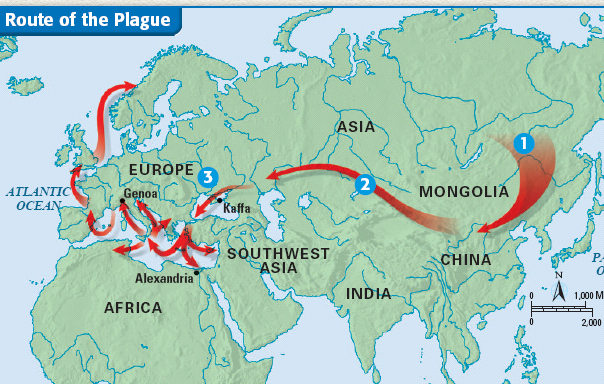 Route of the Plague
1
ASIA
EUROPE
3
2
MONGOLIA
ATLANTIC
OCEAN
Genoa
Kaffa
SOUTHWEST
ASIA
CHINA
Alexandria
INDIA
AFRICA
N
0
1,000 M
0
2,000